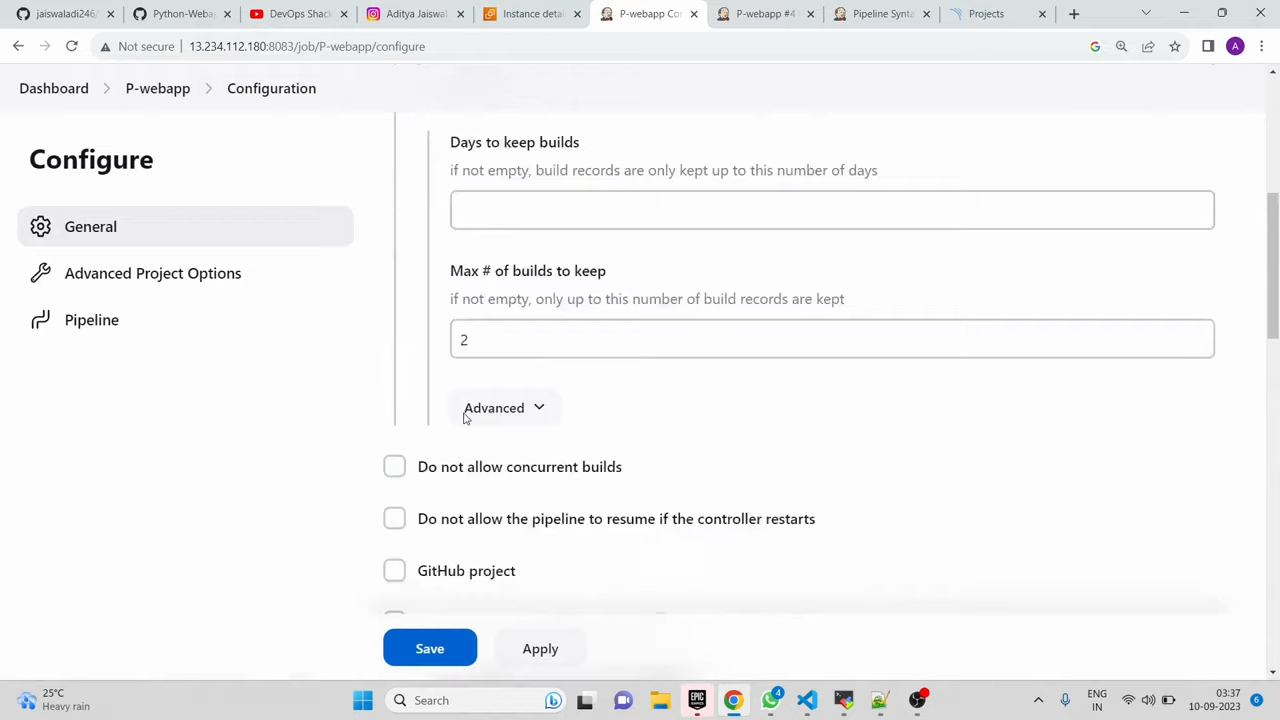 jaiswaladi246/
Python-Weba
DevOps Shack
Aditya Jaiswal
Instance detai
P-webapp Co
P-webapp #4
Pipeline Synta
Projects
Not secure
13.234.112.180:8083/job/P-webapp/configure
A
Dashboard
P-webapp
Configuration
Configure
General
Advanced Project Options
Pipeline
Days to keep builds
if not empty, build records are only kept up to this number of days
Max # of builds to keep
if not empty, only up to this number of build records are kept
2
Advanced
Do not allow concurrent builds
Do not allow the pipeline to resume if the controller restarts
GitHub project
Save
Apply
25°C
Heavy rain
Search
EPIC GAMES
4
ENG
IN
03:37
10-09-2023
6